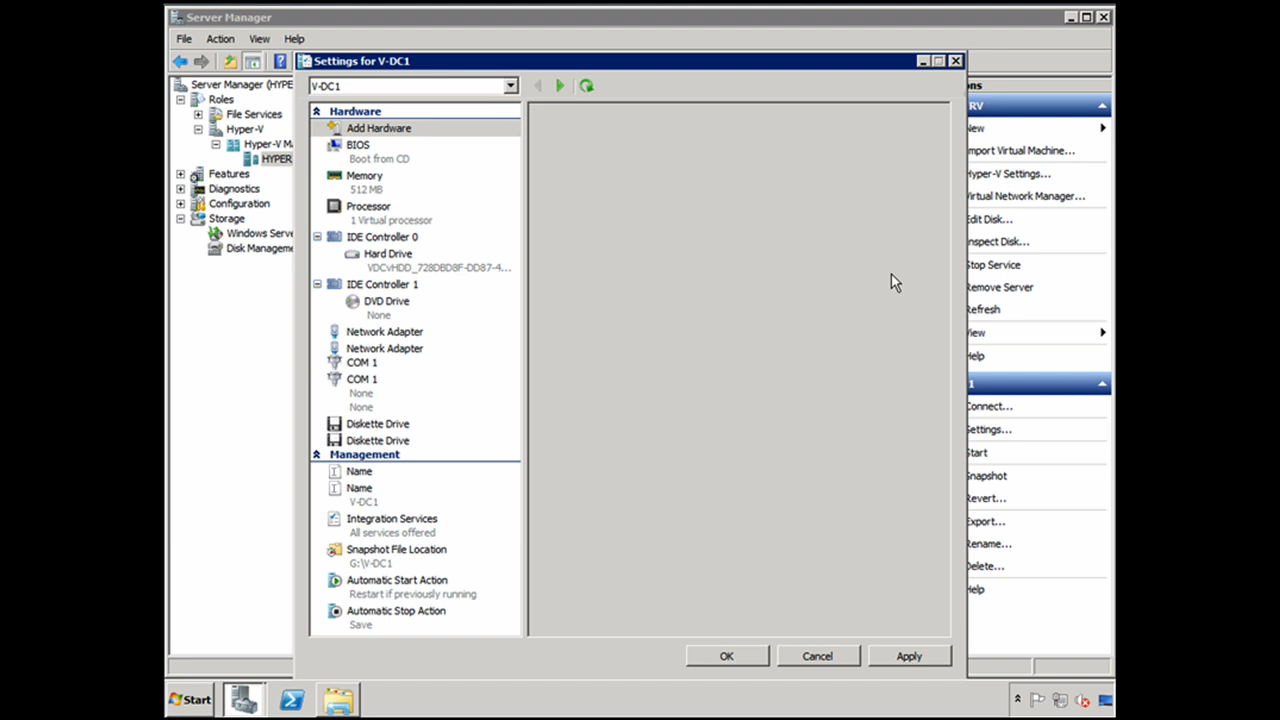 Server Manager
File Action View Help
Settings for V-DC1
Server Manager (HYPE
Roles
File Services
Hyper-V
Hyper-V Ma
HYPER
Features
Diagnostics
Configuration
Storage
Windows Serve
Disk Manageme
V-DC1
Hardware
Add Hardware
BIOS
Boot from CD
Memory
512 MB
Processor
1 Virtual processor
IDE Controller 0
Hard Drive
VDCvHDD_728DBD8F-DD87-4...
IDE Controller 1
DVD Drive
None
Network Adapter
Network Adapter
COM 1
COM 1
None
None
Diskette Drive
Diskette Drive
Management
Name
Name
V-DC1
Integration Services
All services offered
Snapshot File Location
G:\V-DC1
Automatic Start Action
Restart if previously running
Automatic Stop Action
Save
OK Cancel Apply
ons
RV
New
Import Virtual Machine...
Hyper-V Settings...
Virtual Network Manager...
Edit Disk...
Inspect Disk...
Stop Service
Remove Server
Refresh
View
Help
1
Connect...
Settings...
Start
Snapshot
Revert...
Export...
Rename...
Delete...
Help
Start